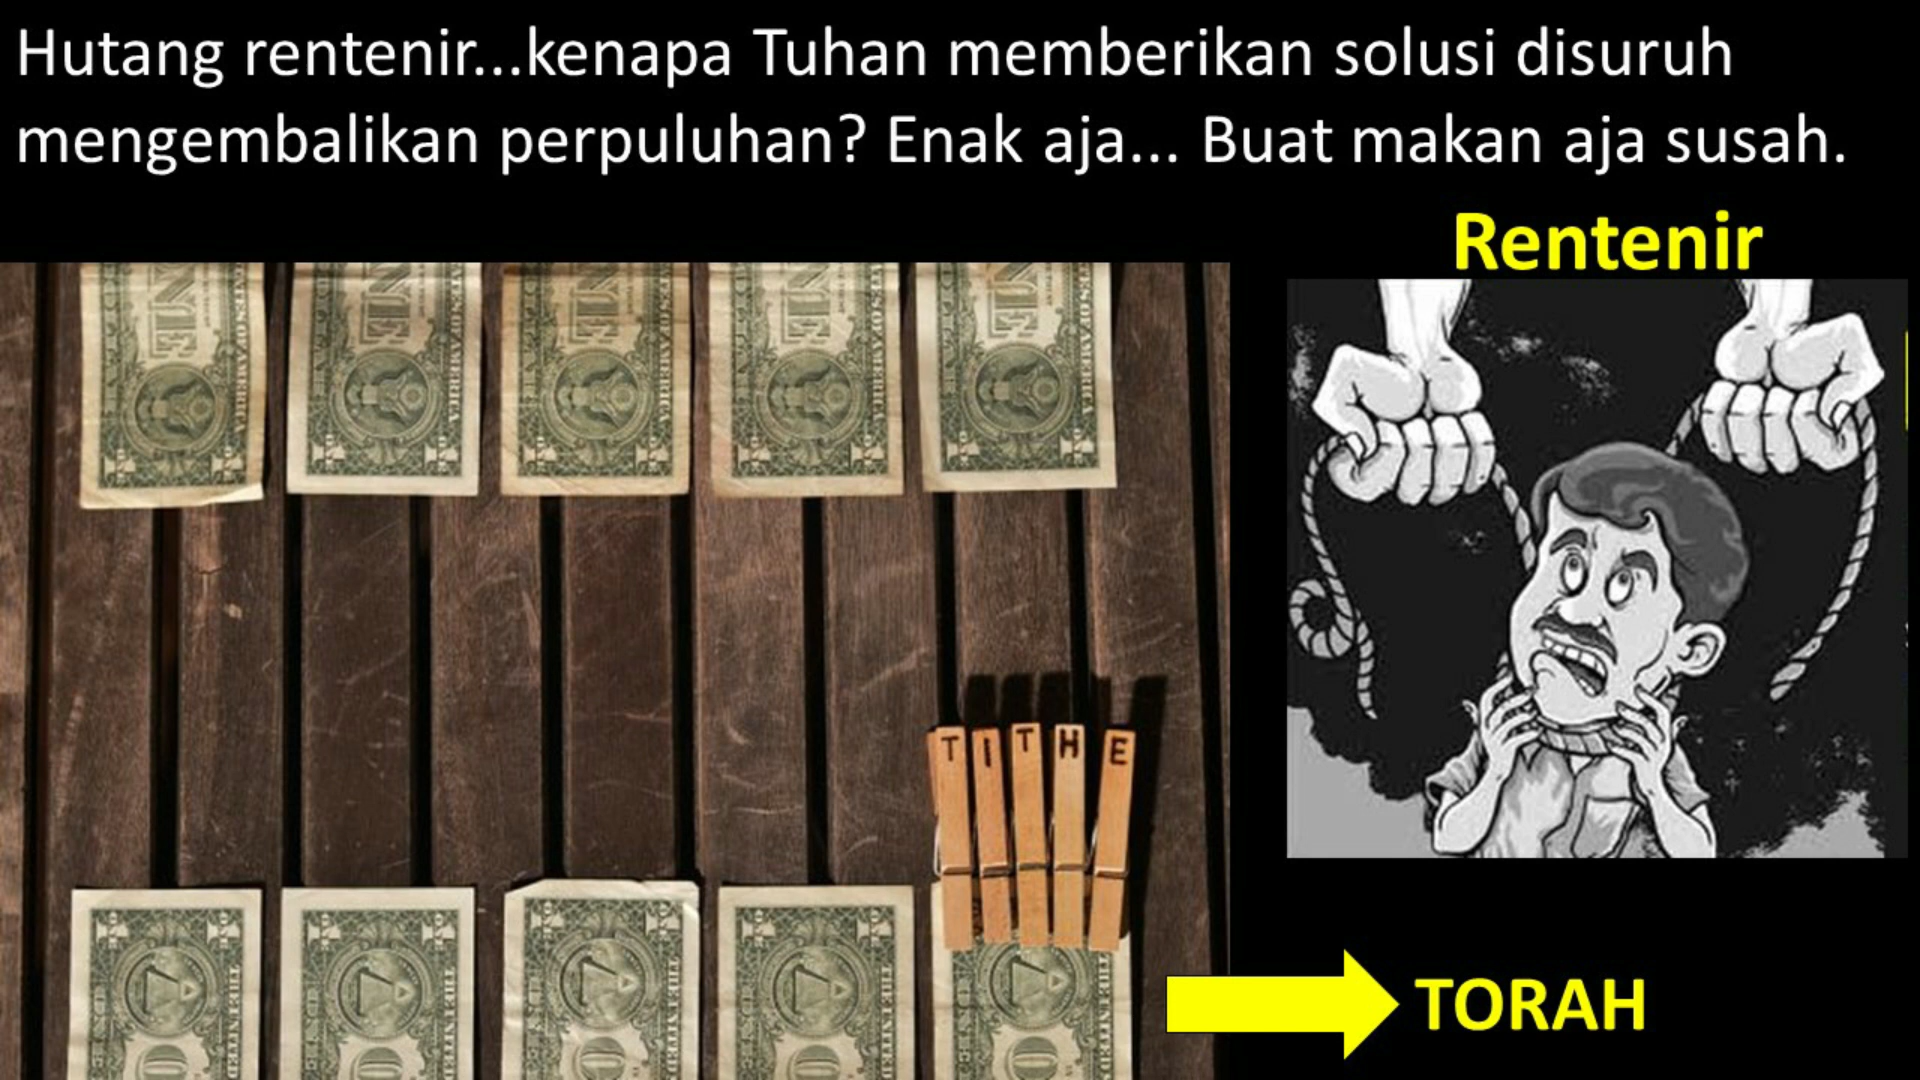 Hutang rentenir...kenapa Tuhan memberikan solusi disuruh
mengembalikan perpuluhan? Enak aja... Buat makan aja susah.
Rentenir
TITHE
TORAH